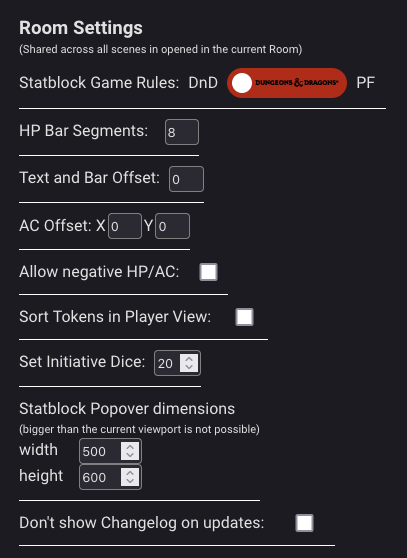 Room Settings
(Shared across all scenes in opened in the current Room)
Statblock Game Rules: DnD DUNGEONS & DRAGONS PF
HP Bar Segments: 8
Text and Bar Offset: 0
AC Offset: X 0 Y 0
Allow negative HP/AC:
Sort Tokens in Player View:
Set Initiative Dice: 20
Statblock Popover dimensions
(bigger than the current viewport is not possible)
width 500
height 600
Don't show Changelog on updates: